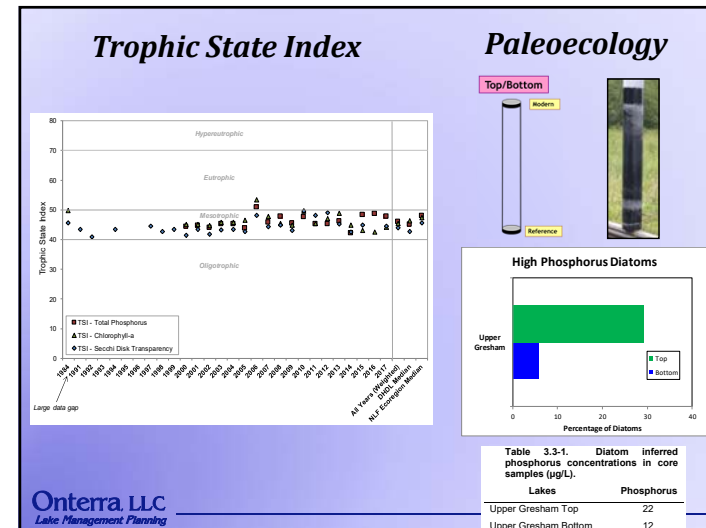 Trophic State Index
Paleoecology
80
70
60
50
40
30
20
10
0
Trophic State Index
Hypereutrophic
Eutrophic
Mesotrophic
Oligotrophic
TSI - Total Phosphorus
TSI - Chlorophyll-a
TSI - Secchi Disk Transparency
1984
1991
1992
1993
1994
1995
1996
1997
1998
1999
2000
2001
2002
2003
2004
2005
2006
2007
2008
2009
2010
2011
2012
2013
2014
2015
2016
2017
All Years (Weighted)
DHDL Median
NLF Ecoregion Median
Large data gap
Top/Bottom
Modern
Reference
High Phosphorus Diatoms
Upper
Gresham
Top
Bottom
0 10 20 30 40
Percentage of Diatoms
Table 3.3-1. Diatom inferred
phosphorus concentrations in core
samples (µg/L).
Lakes Phosphorus
Upper Gresham Top 22
Upper Gresham Bottom 12
Onterra, LLC
Lake Management Planning